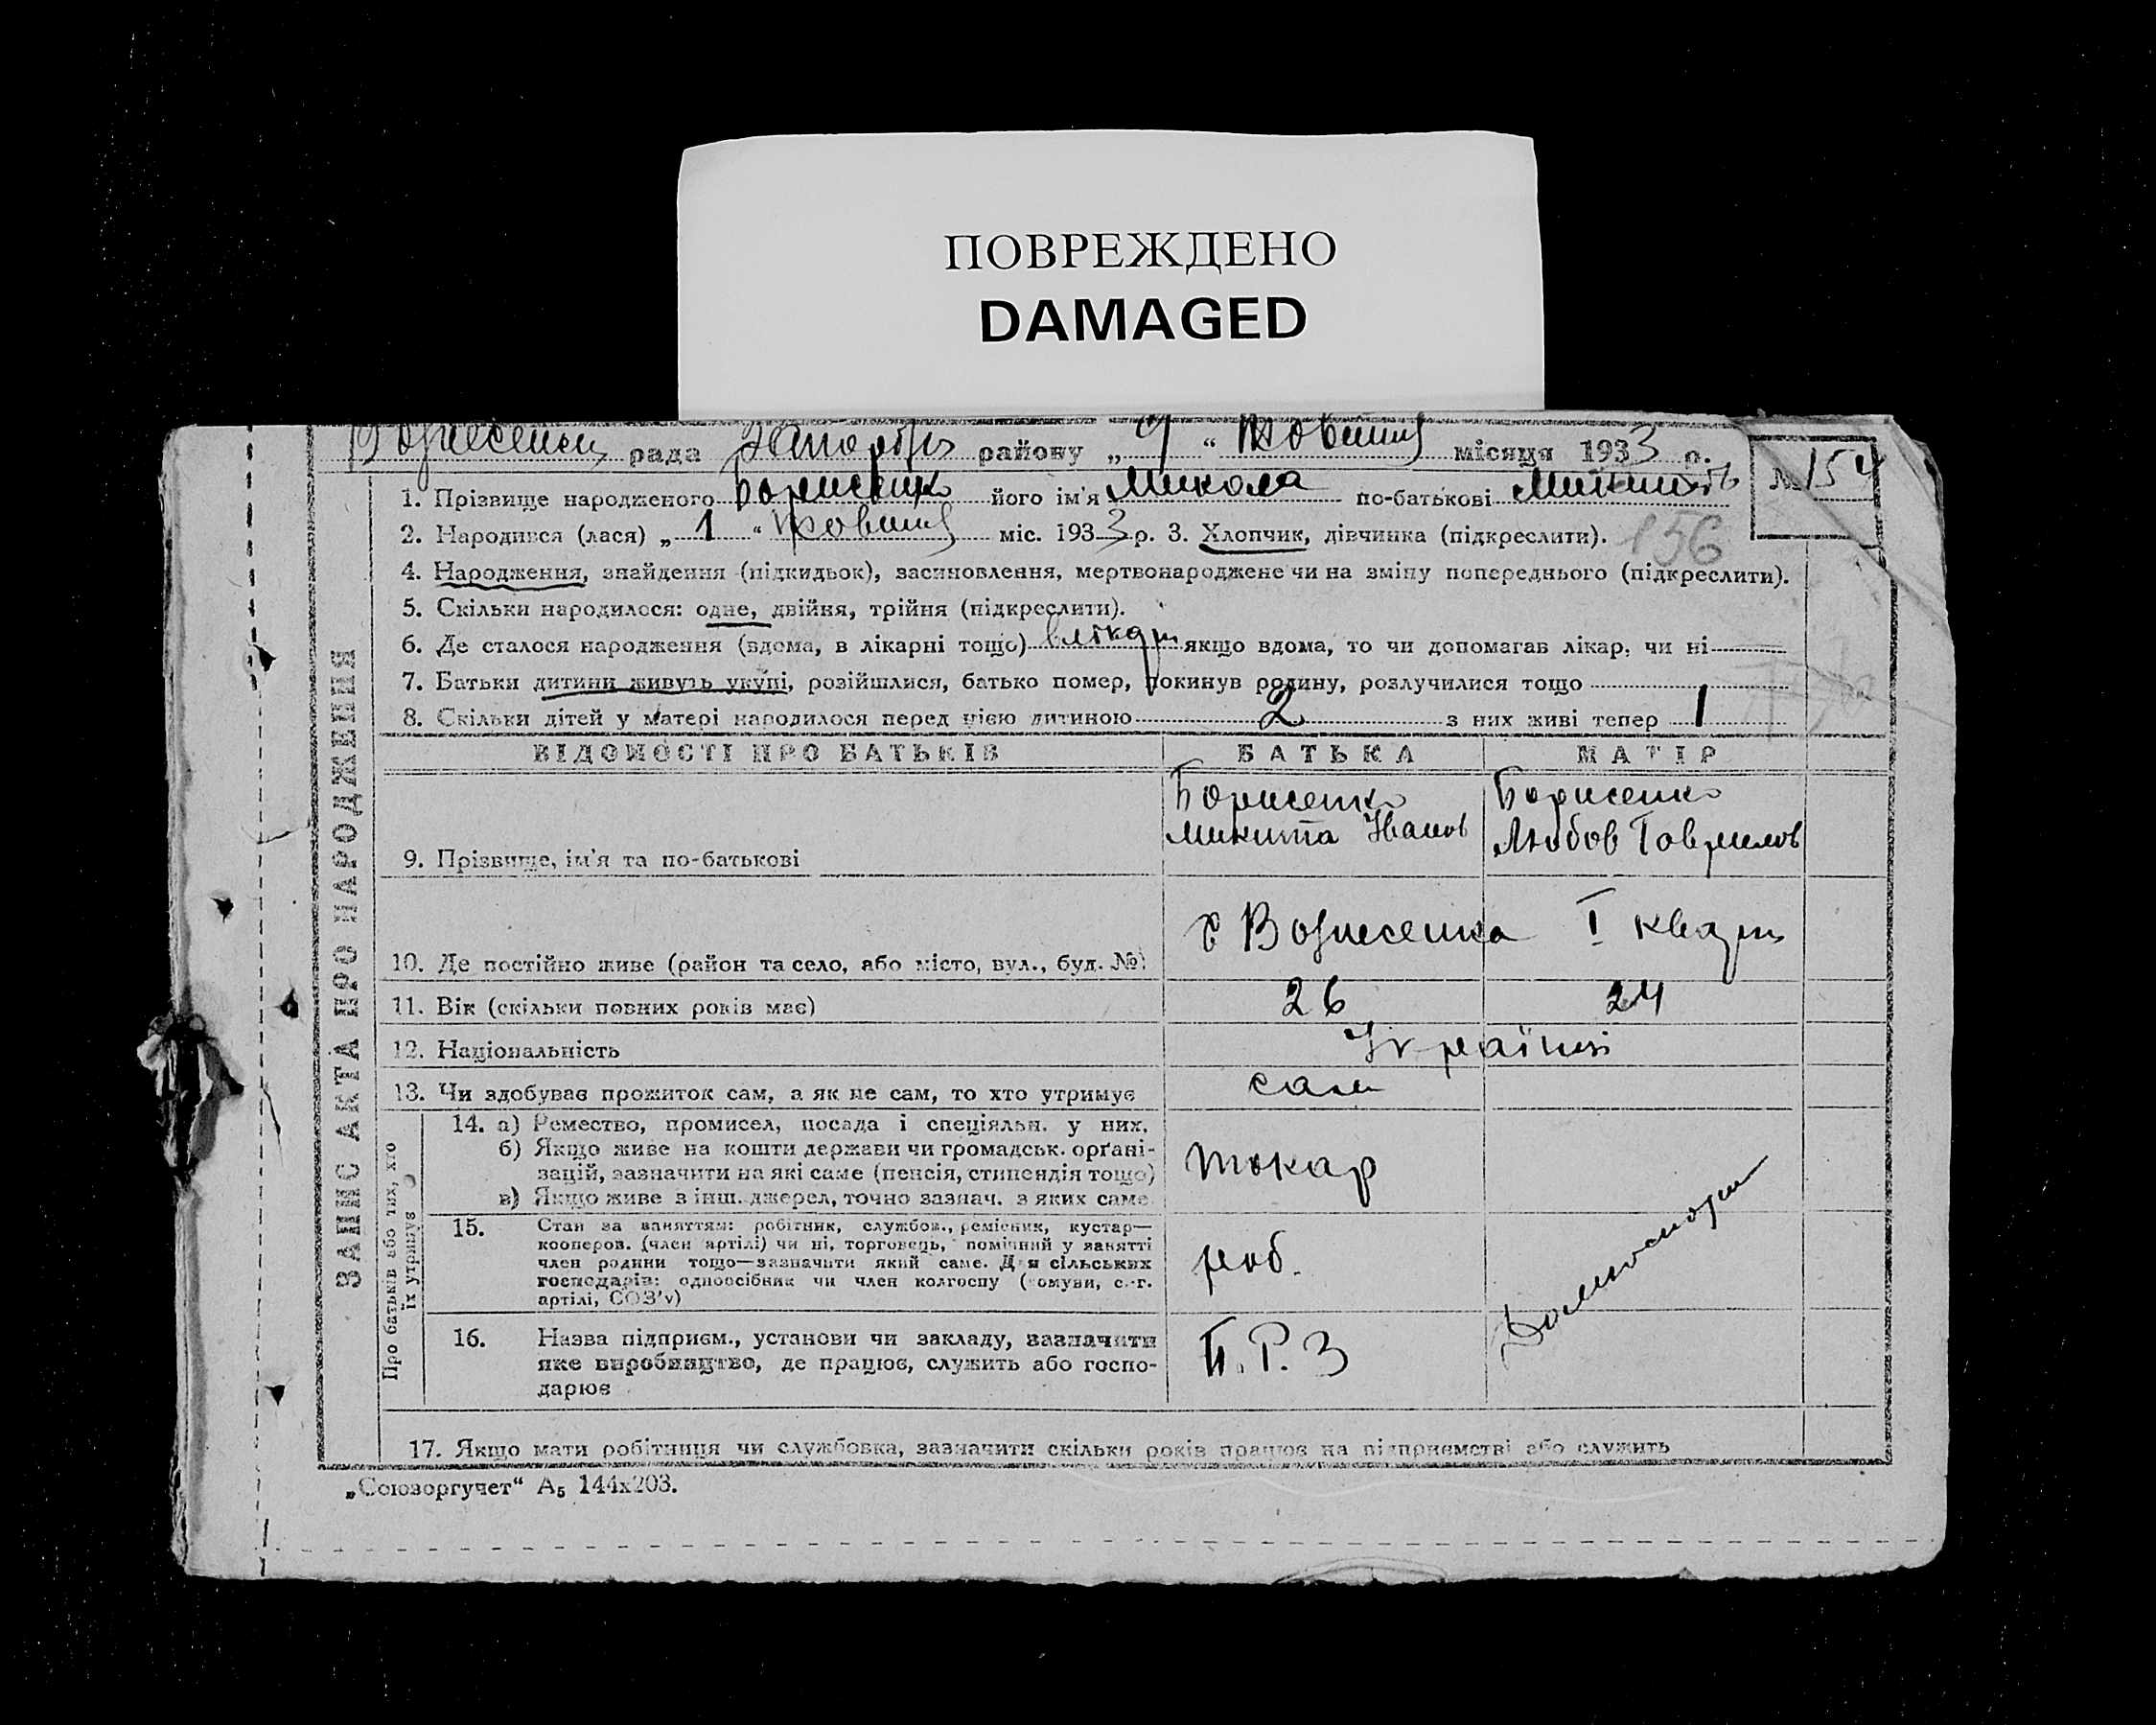 ПОВРЕЖДЕНО
DAMAGED
Вознесенськ рада Запорізьк району „ 9 “ жовтня місяця 1933 р.
№ 154
1. Прізвище народженого Борисенко його ім'я Микола по-батькові Микитов
2. Народився (лася) „ 1 “ жовтня міс. 1933 р. 3. Хлопчик, дівчинка (підкреслити).
156
4. Народження, знайдення (підкидьок), засиновлення, мертвонароджене чи на зміну попереднього (підкреслити).
5. Скільки народилося: одне, двійня, трійня (підкреслити).
6. Де сталося народження (вдома, в лікарні тощо) в лікарн якщо вдома, то чи допомагав лікар, чи ні
7. Батьки дитини живуть укупі, розійшлися, батько помер, покинув родину, розлучилися тощо
8. Скільки дітей у матері народилося перед цією дитиною 2 з них живі тепер 1
ЗАПИС АКТА ПРО НАРОДЖЕННЯ
ВІДОМОСТІ ПРО БАТЬКІВ БАТЬКА МАТІР
9. Прізвище, ім'я та по-батькові
Борисенко
Микита Іванов
Борисенко
Любов Гаврилов
10. Де постійно живе (район та село, або місто, вул., буд. №)
с Вознесенка I кварт
11. Вік (скільки повних років має) 26 24
12. Національність Українці
13. Чи здобуває прожиток сам, а як не сам, то хто утримує сам
Про батьків або тих, хто
їх утримує
14. а) Ремество, промисел, посада і спеціяльн. у них.
б) Якщо живе на кошти держави чи громадськ. орґані-
зацій, зазначити на які саме (пенсія, стипендія тощо)
в) Якщо живе з інш. джерел, точно зазнач. з яких саме
токар
15. Стан за заняттям: робітник, службов., ремісник, кустар—
кооперов. (член артілі) чи ні, торговець, помічний у занятті
член родини тощо—зазначити який саме. Для сільських
господарів: одноосібник чи член колгоспу (комуни, с.-г.
артілі, СОЗ'у)
роб.
Домогосподар
16. Назва підприєм., установи чи закладу, зазначити
яке виробництво, де працює, служить або госпо-
дарює
П. Р. З
17. Якщо мати робітниця чи службовка, зазначити скільки років працює на підприємстві або служить
„Союзоргучет“ А5 144х203.